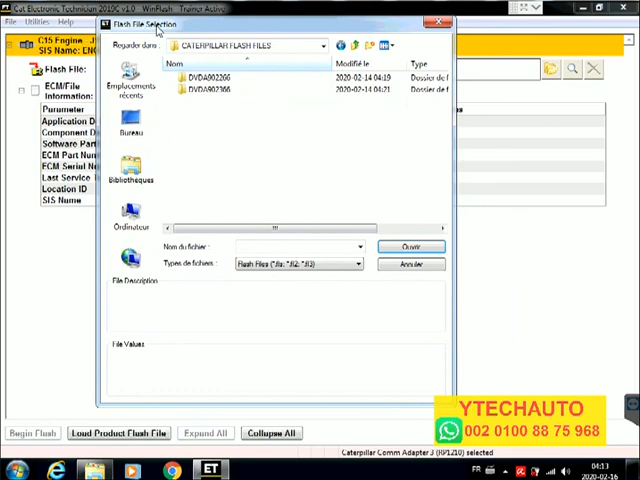 Cat Electronic Technician 2019C v1.0 WinFlash Trainer Active
File Utilities Help
C15 Engine
SIS Name:
Flash File:
ECM/File
Information:
Parameter
Application D
Component D
Software Part
ECM Part Num
ECM Serial Nu
Last Service
Location ID
SIS Name
Flash File Selection
Regarder dans :
CATERPILLAR FLASH FILES
Nom
Modifié le
Type
DVDA902266
2020-02-14 04:19
Dossier de f
DVDA902366
2020-02-14 04:21
Dossier de f
Emplacements
récents
Bureau
Bibliothèques
Ordinateur
Nom du fichier :
Ouvrir
Types de fichiers :
Flash Files (*.fls; *.fl2; *.fl3)
Annuler
File Description
File Values
Begin Flash
Load Product Flash File
Expand All
Collapse All
YTECHAUTO
002 0100 88 75 968
Caterpillar Comm Adapter 3 (RP1210) selected
ET
FR
04:13
2020-02-16